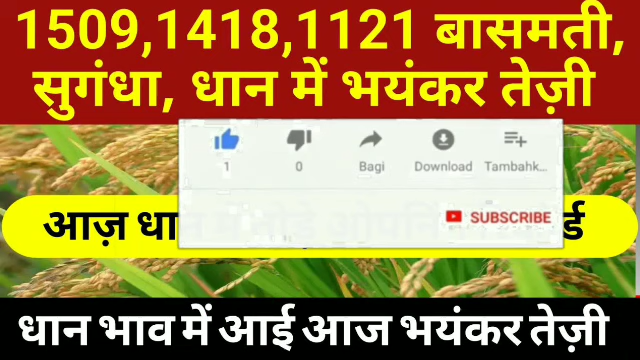 1509,1418,1121 बासमती,
सुगंधा, धान में भयंकर तेज़ी
1 0 Bagi Download Tambahk...
आज़
SUBSCRIBE
धान भाव में आई आज भयंकर तेज़ी